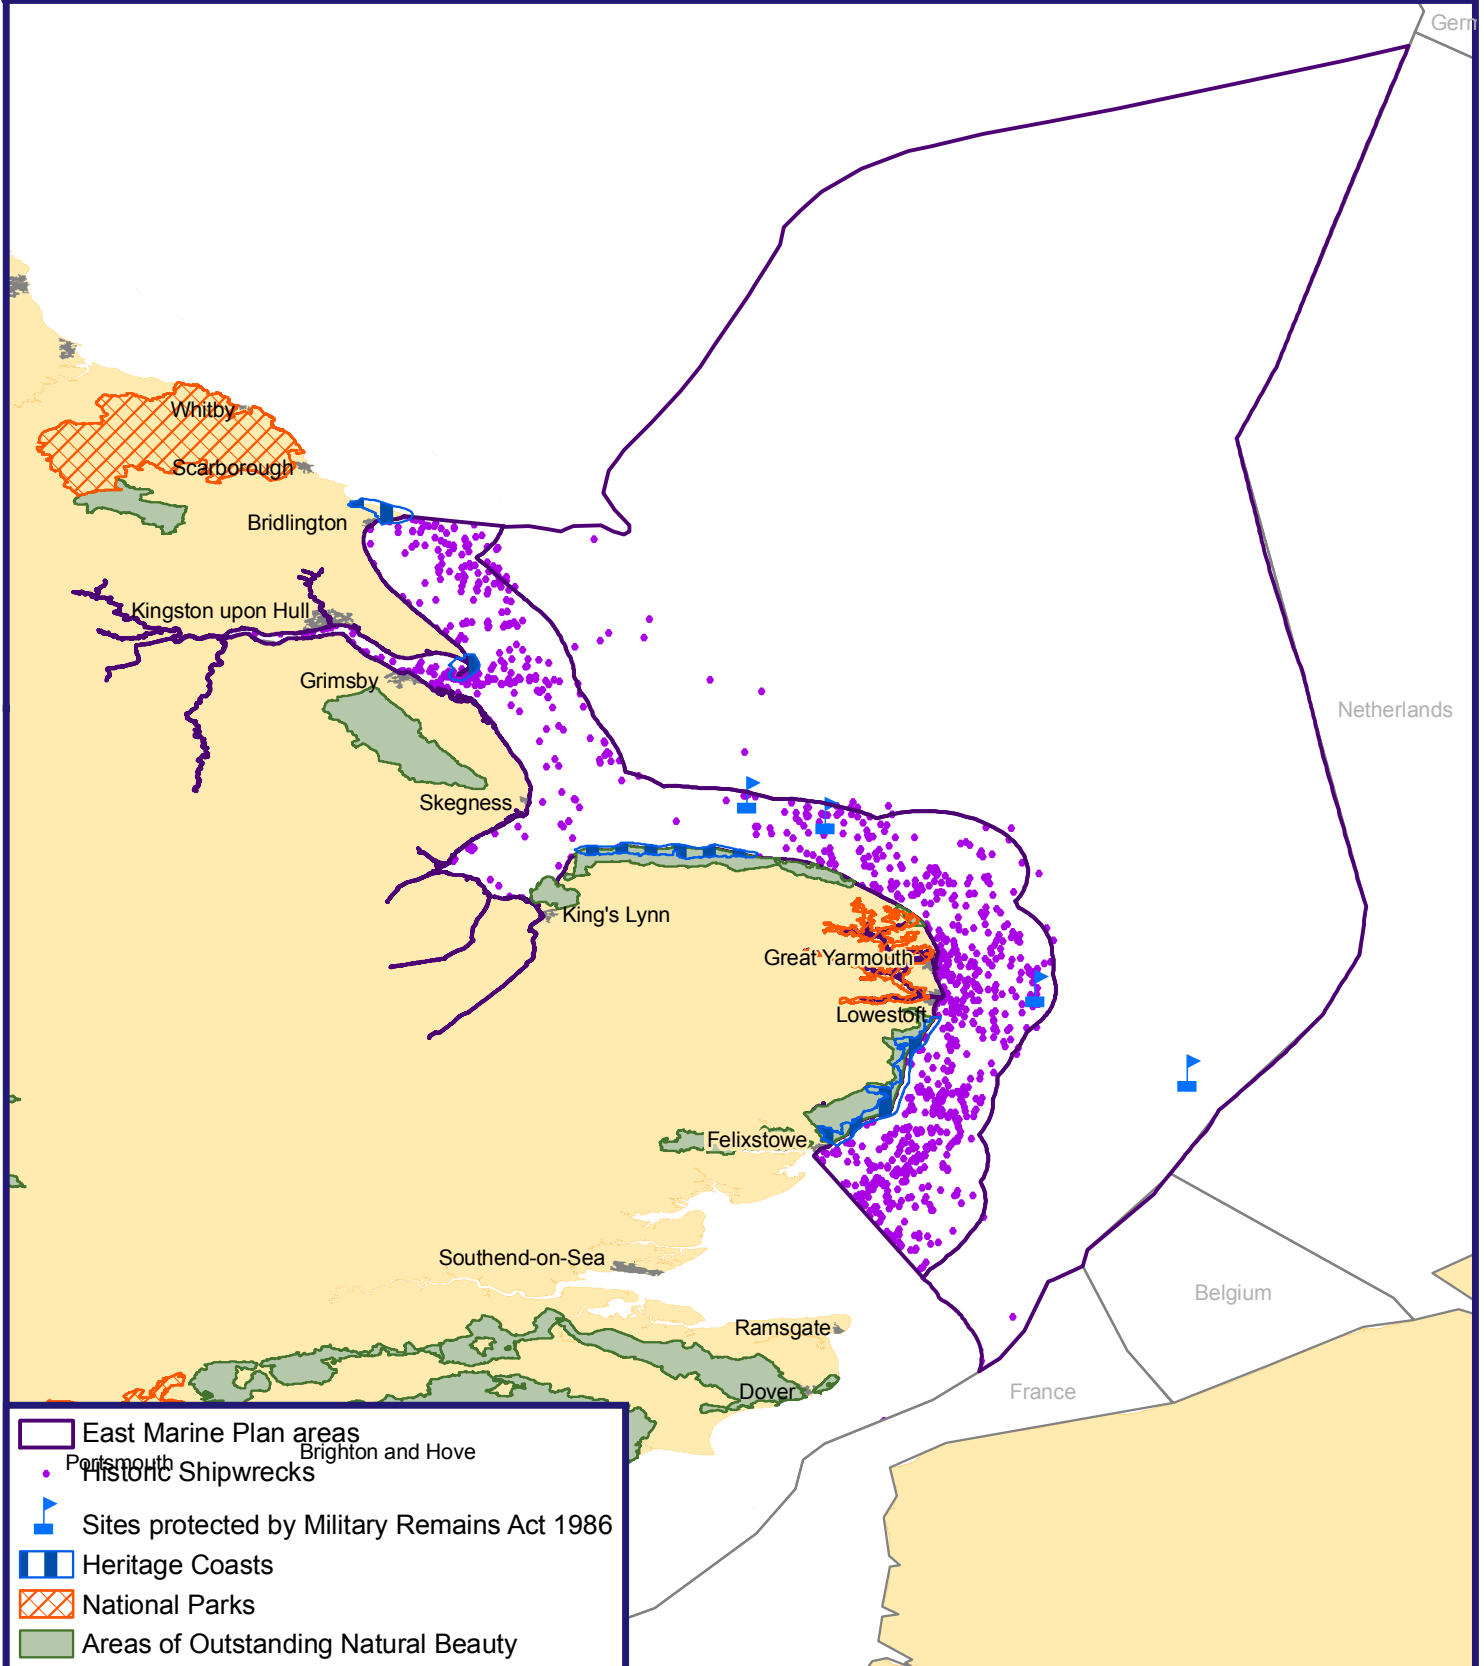 Gern
Whitby
Scarborough
Bridlington
Kingston upon Hull
Grimsby
Netherlands
Skegness
King's Lynn
Great Yarmouth
Lowestoft
Felixstowe
Southend-on-Sea
Belgium
Ramsgate
Dover
France
East Marine Plan areas
Brighton and Hove
Portsmouth
Historic Shipwrecks
Sites protected by Military Remains Act 1986
Heritage Coasts
National Parks
Areas of Outstanding Natural Beauty